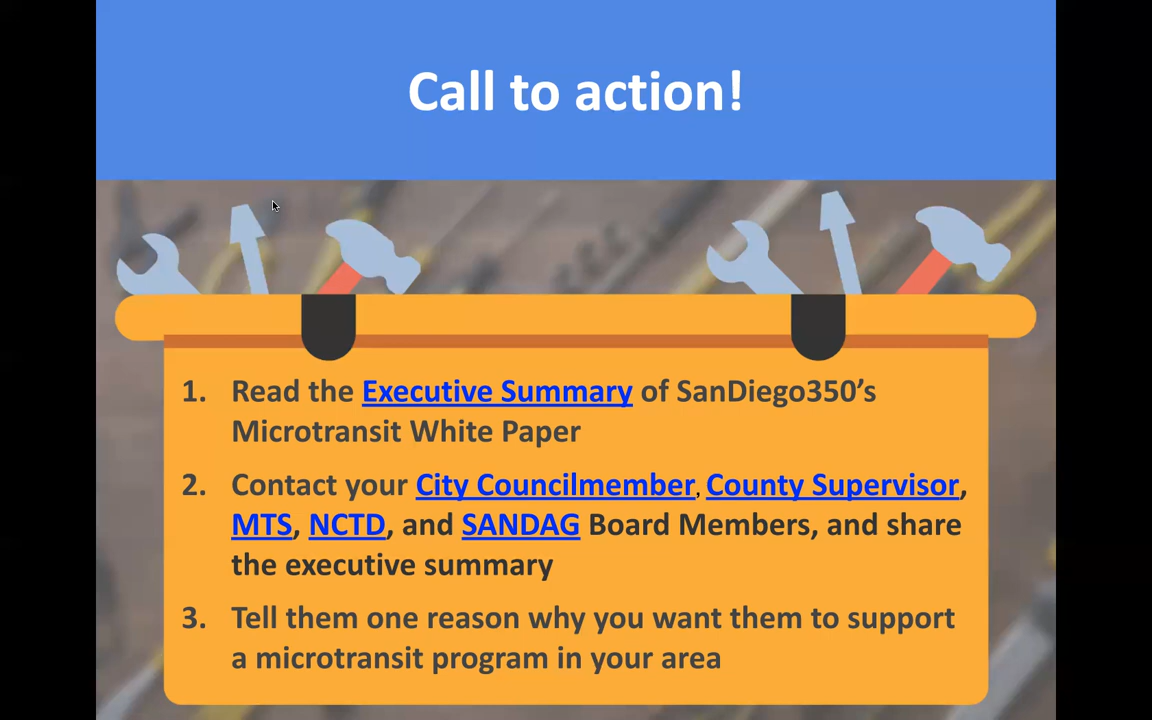 Call to action!
1. Read the Executive Summary of SanDiego350’s
Microtransit White Paper
2. Contact your City Councilmember, County Supervisor,
MTS, NCTD, and SANDAG Board Members, and share
the executive summary
3. Tell them one reason why you want them to support
a microtransit program in your area